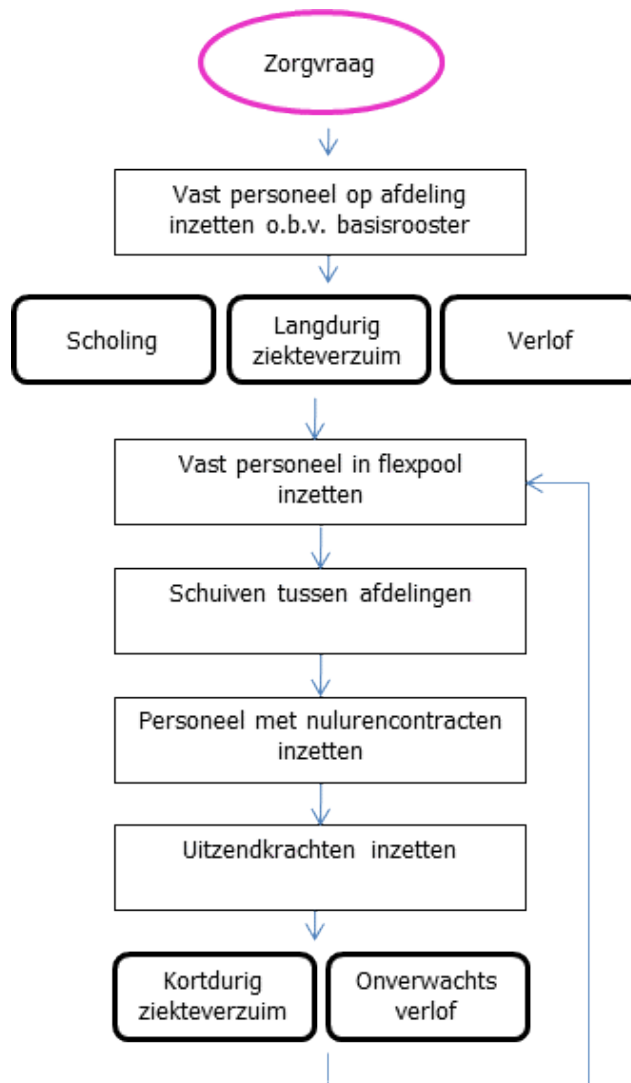 Zorgvraag
Vast personeel op afdeling
inzetten o.b.v. basisrooster
Scholing
Langdurig
ziekteverzuim
Verlof
Vast personeel in flexpool
inzetten
Schuiven tussen afdelingen
Personeel met nulurencontracten
inzetten
Uitzendkrachten inzetten
Kortdurig
ziekteverzuim
Onverwachts
verlof